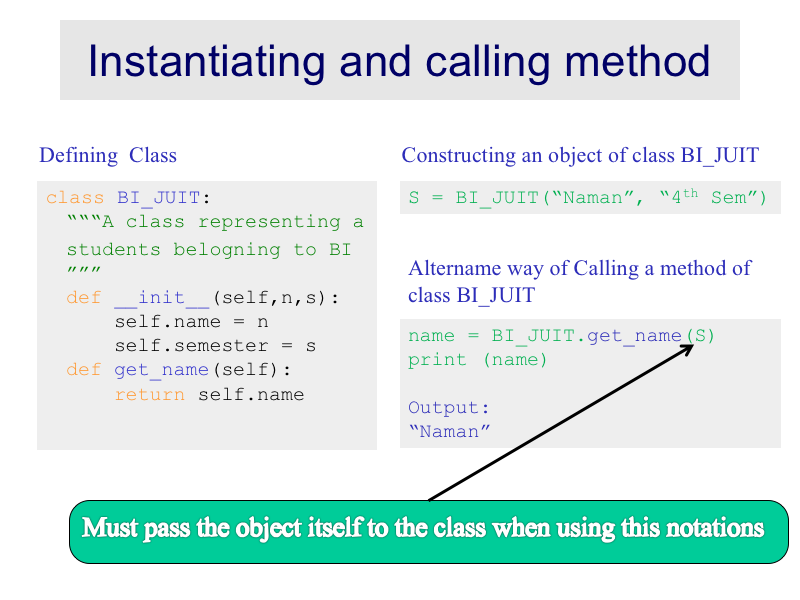 Instantiating and calling method
Defining Class
class BI_JUIT:
“““A class representing a
students belogning to BI
”””
def __init__(self,n,s):
self.name = n
self.semester = s
def get_name(self):
return self.name
Constructing an object of class BI_JUIT
S = BI_JUIT(“Naman”, “4th Sem”)
Altername way of Calling a method of
class BI_JUIT
name = BI_JUIT.get_name(S)
print (name)
Output:
“Naman”
Must pass the object itself to the class when using this notations